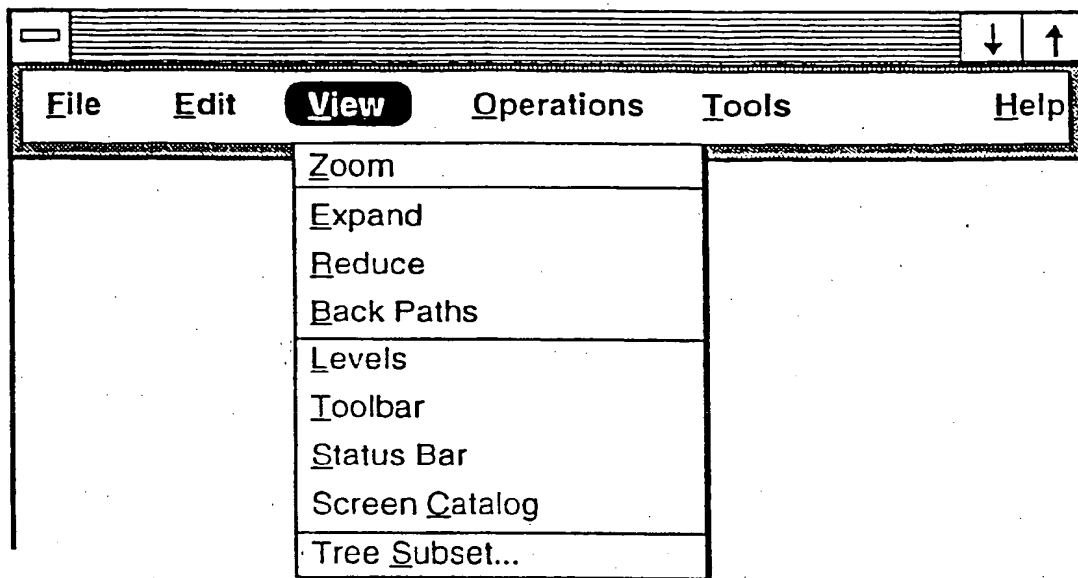 File Edit View Operations Tools Help
Zoom
Expand
Reduce
Back Paths
Levels
Toolbar
Status Bar
Screen Catalog
Tree Subset...